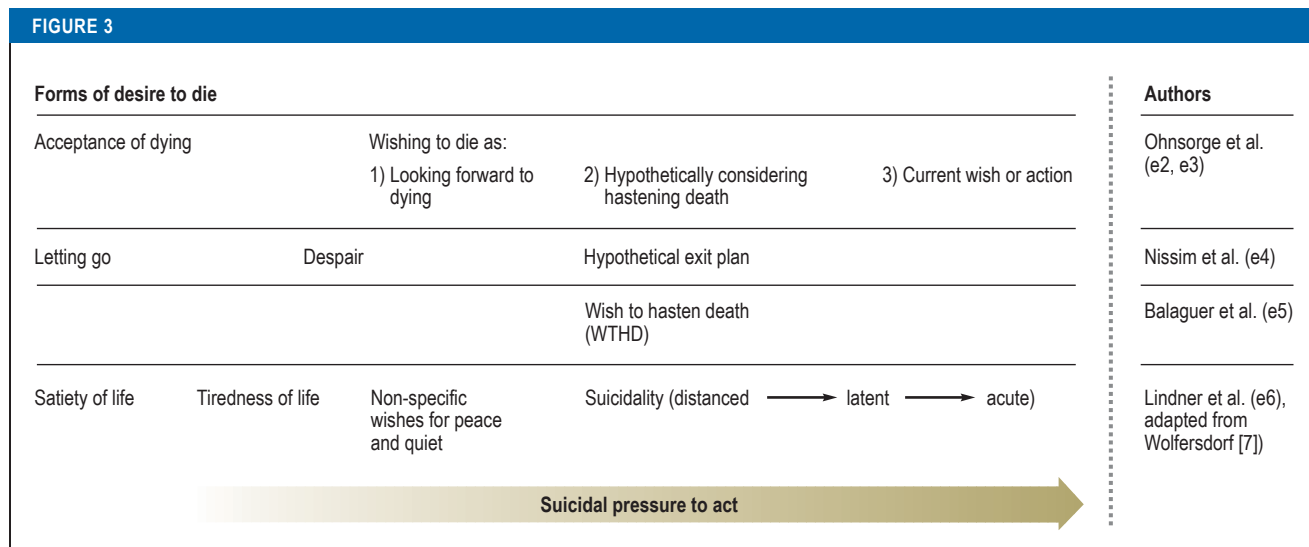 FIGURE 3
Forms of desire to die
Authors
Acceptance of dying
Wishing to die as:
1) Looking forward to
dying
2) Hypothetically considering
hastening death
3) Current wish or action
Ohnsorge et al.
(e2, e3)
Letting go
Despair
Hypothetical exit plan
Nissim et al. (e4)
Wish to hasten death
(WTHD)
Balaguer et al. (e5)
Satiety of life
Tiredness of life
Non-specific
wishes for peace
and quiet
Suicidality (distanced ⟶ latent ⟶ acute)
Lindner et al. (e6),
adapted from
Wolfersdorf [7])
Suicidal pressure to act